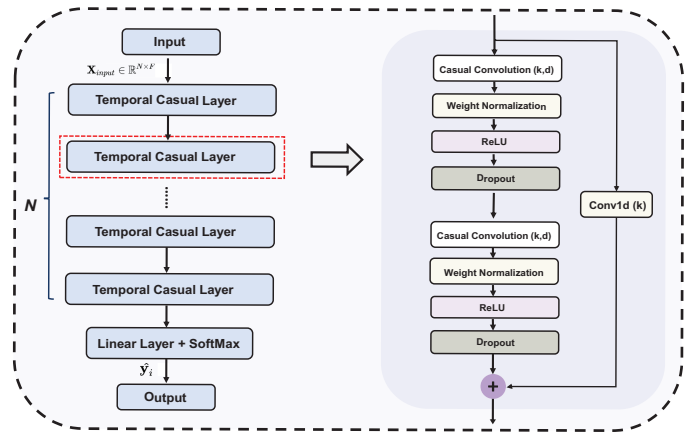 Input
X_input ∈ ℝ^{N×F}
Temporal Casual Layer
Temporal Casual Layer
N
Temporal Casual Layer
Temporal Casual Layer
Linear Layer + SoftMax
ŷ_i
Output
Casual Convolution (k,d)
Weight Normalization
ReLU
Dropout
Conv1d (k)
Casual Convolution (k,d)
Weight Normalization
ReLU
Dropout
+